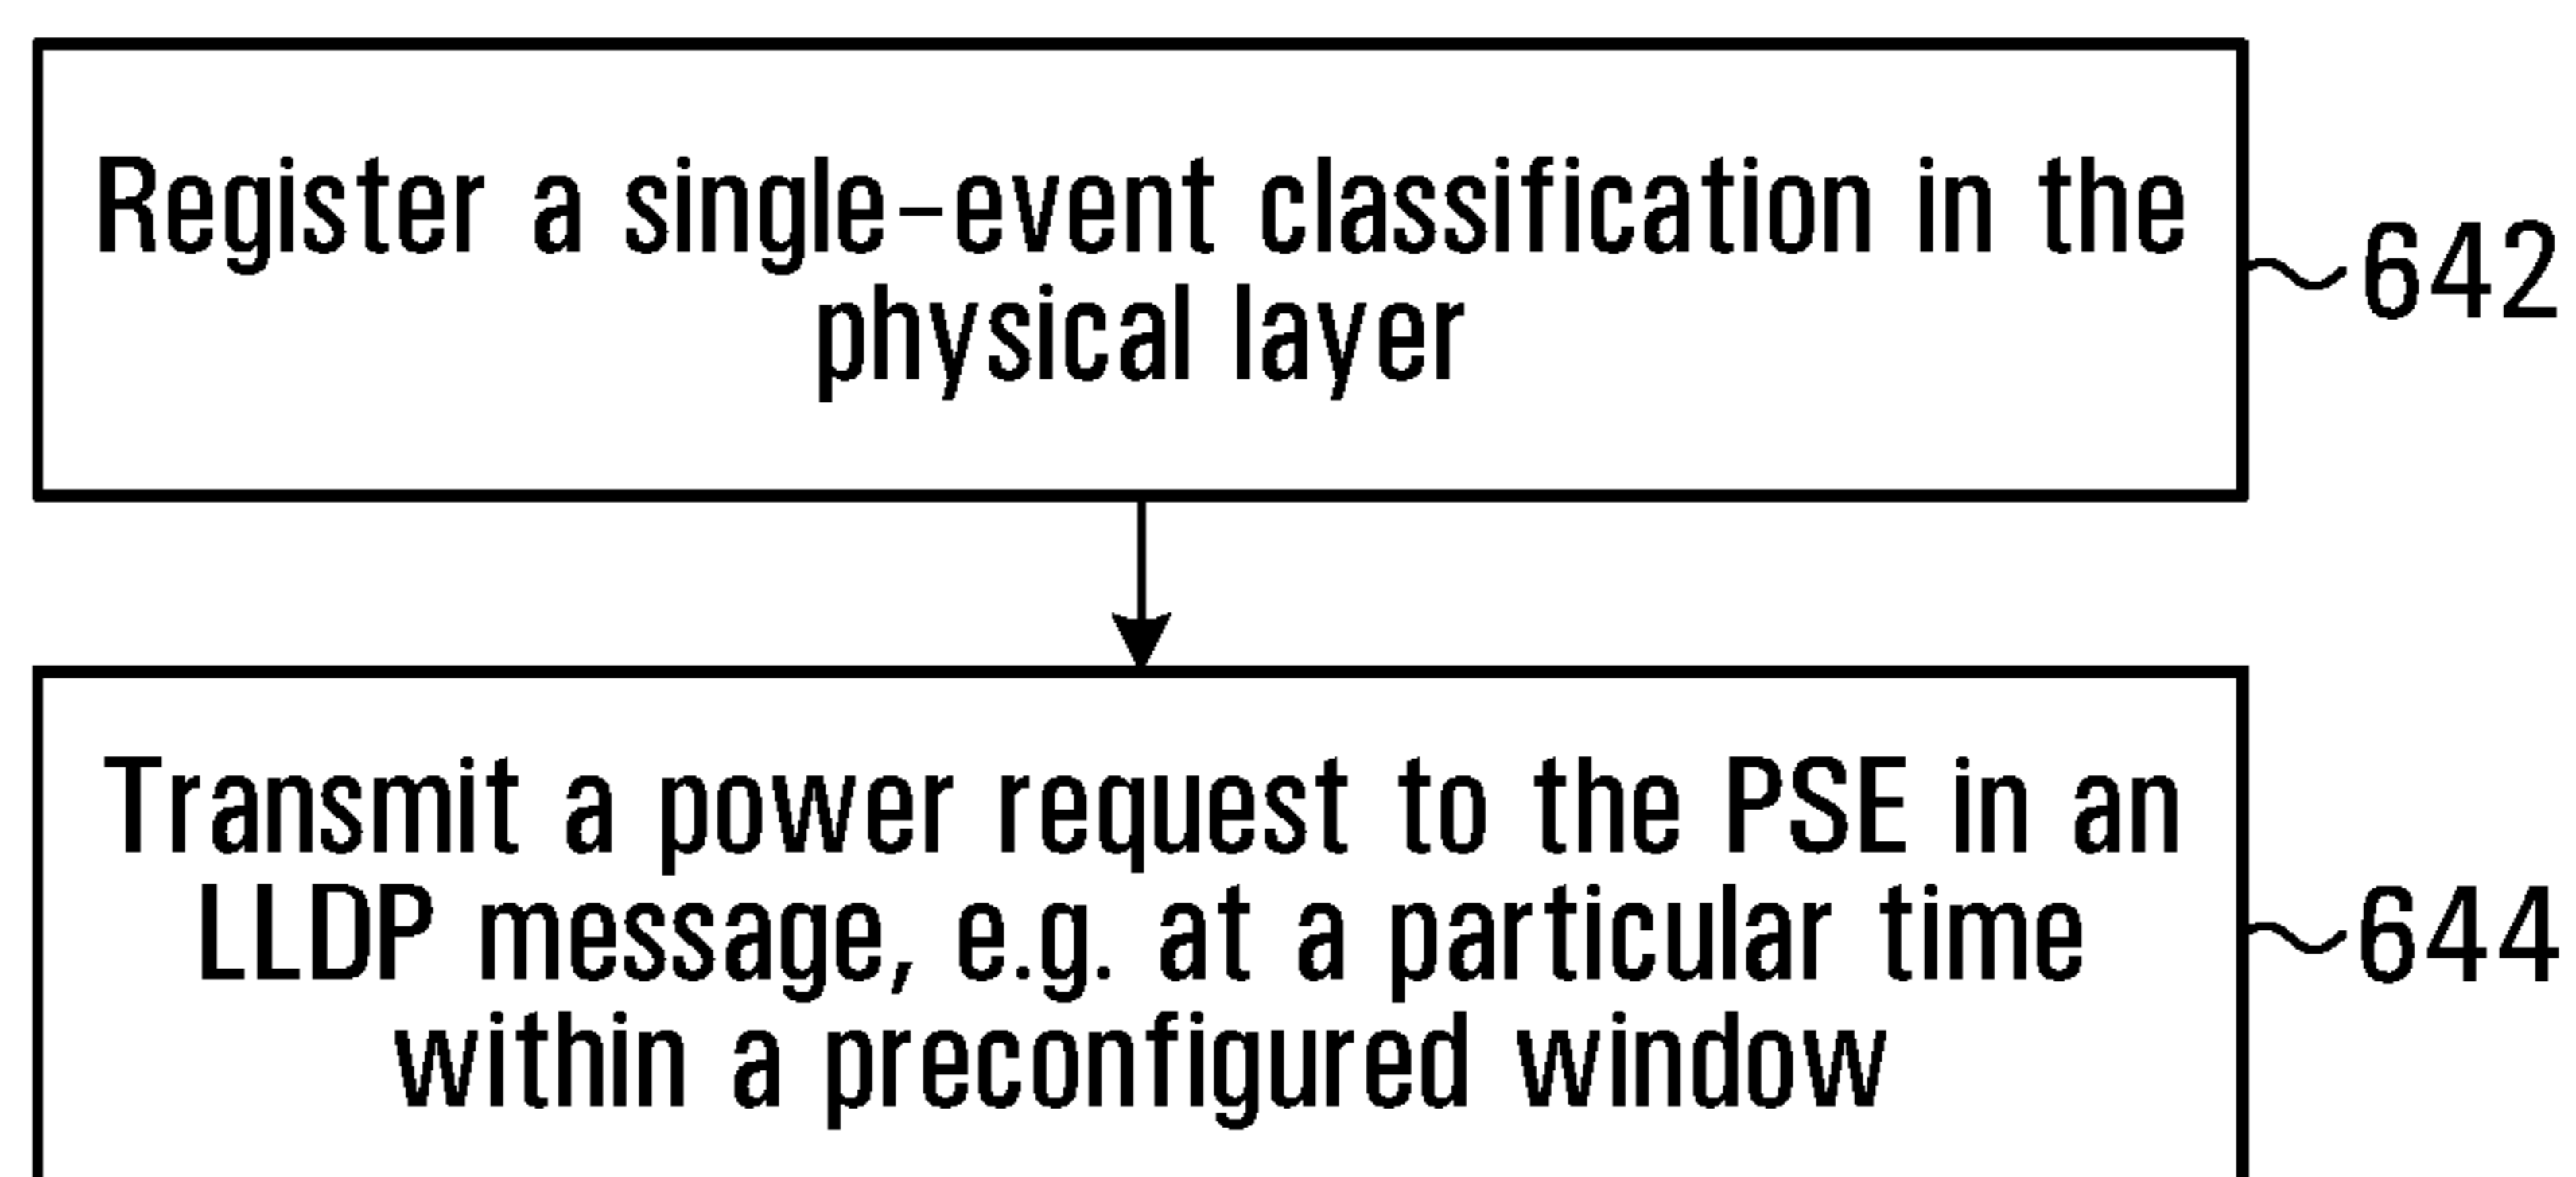 Register a single-event classification in the
physical layer
642
Transmit a power request to the PSE in an
LLDP message, e.g. at a particular time
within a preconfigured window
644